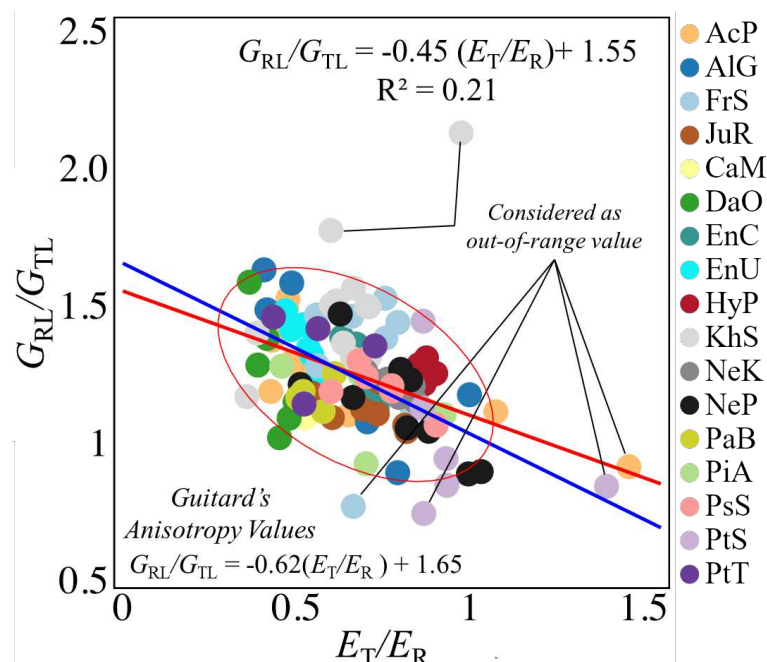 2.5
G_RL/G_TL = -0.45 (E_T/E_R)+ 1.55
R² = 0.21
2.0
Considered as
out-of-range value
1.5
G_RL/G_TL
1
Guitard's
Anisotropy Values
G_RL/G_TL = -0.62(E_T/E_R) + 1.65
0.5
0
0.5
1
1.5
E_T/E_R
AcP
AlG
FrS
JuR
CaM
DaO
EnC
EnU
HyP
KhS
NeK
NeP
PaB
PiA
PsS
PtS
PtT